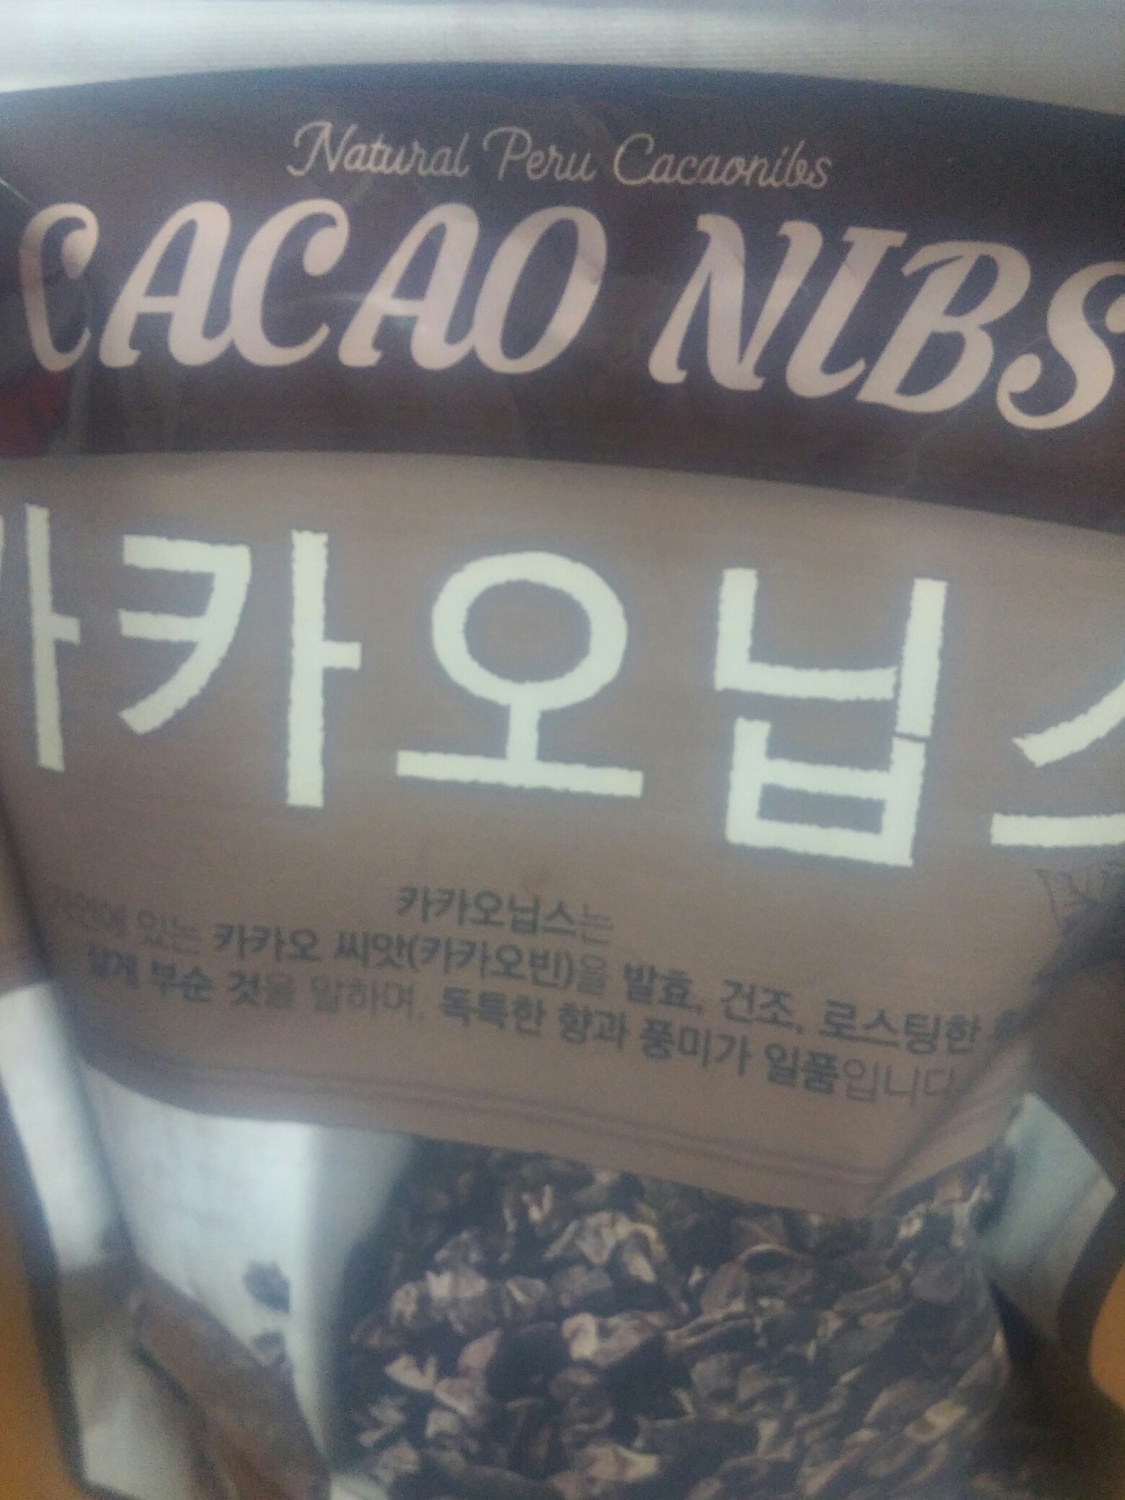 Natural Peru Cacaonibs
CACAO NIBS
카카오닙스
카카오닙스는
있는 카카오 씨앗(카카오빈)을 발효, 건조, 로스팅한
잘게 부순 것을 말하며, 독특한 향과 풍미가 일품입니다